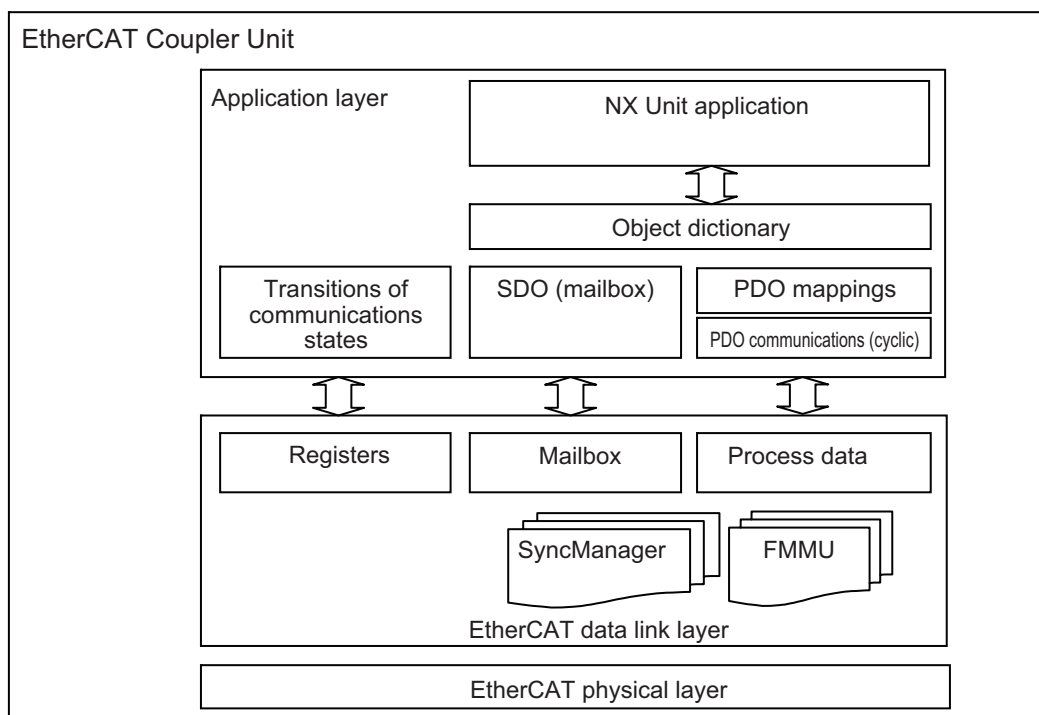 EtherCAT Coupler Unit
Application layer
NX Unit application
Object dictionary
Transitions of
communications
states
SDO (mailbox)
PDO mappings
PDO communications (cyclic)
Registers
Mailbox
Process data
SyncManager
FMMU
EtherCAT data link layer
EtherCAT physical layer